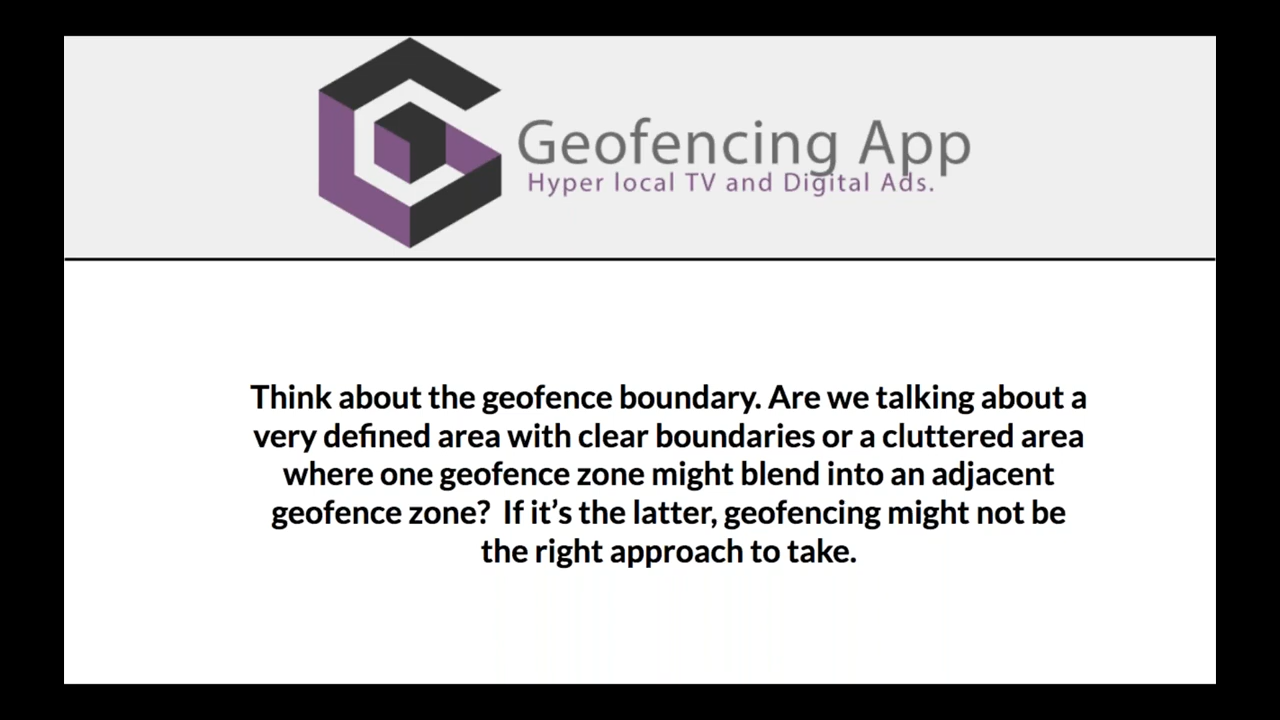 Geofencing App
Hyper local TV and Digital Ads.
Think about the geofence boundary. Are we talking about a
very defined area with clear boundaries or a cluttered area
where one geofence zone might blend into an adjacent
geofence zone?  If it’s the latter, geofencing might not be
the right approach to take.